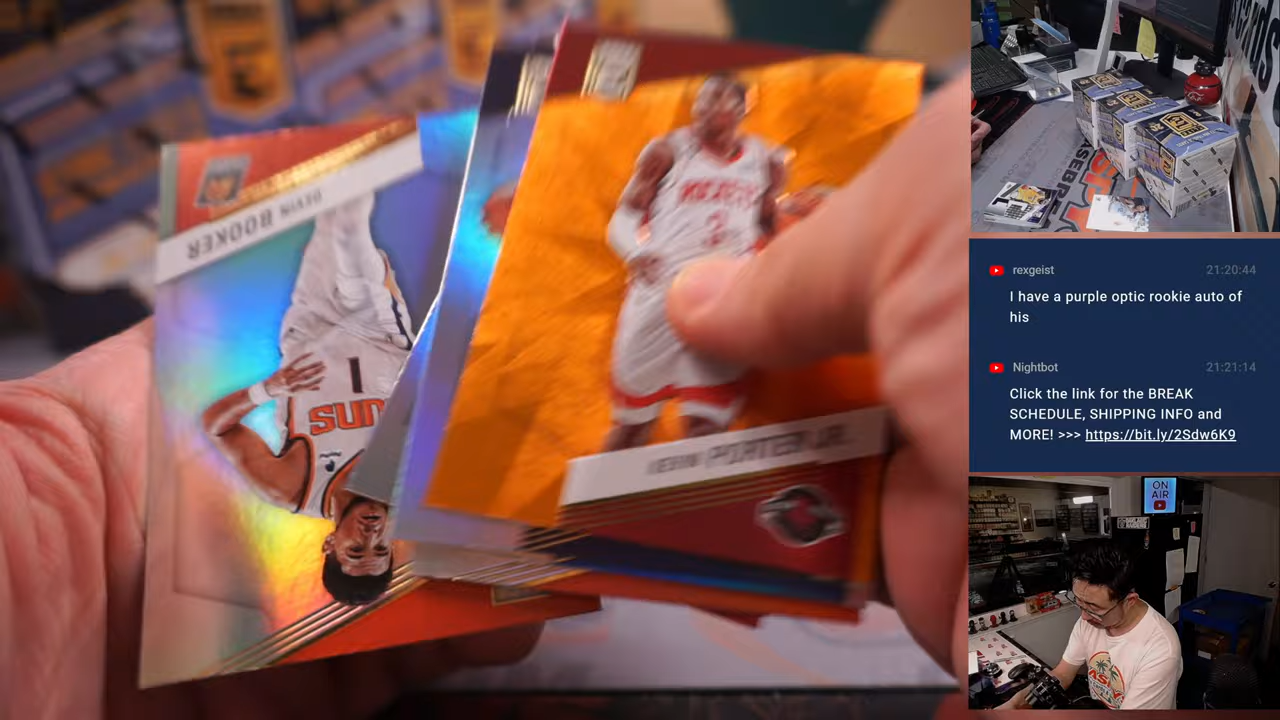 DEVIN BOOKER
1
SUN
ROCKETS
KEVIN PORTER JR.
rexgeist
21:20:44
I have a purple optic rookie auto of
his
Nightbot
21:21:14
Click the link for the BREAK
SCHEDULE, SHIPPING INFO and
MORE! >>> https://bit.ly/2Sdw6K9
ON
AIR